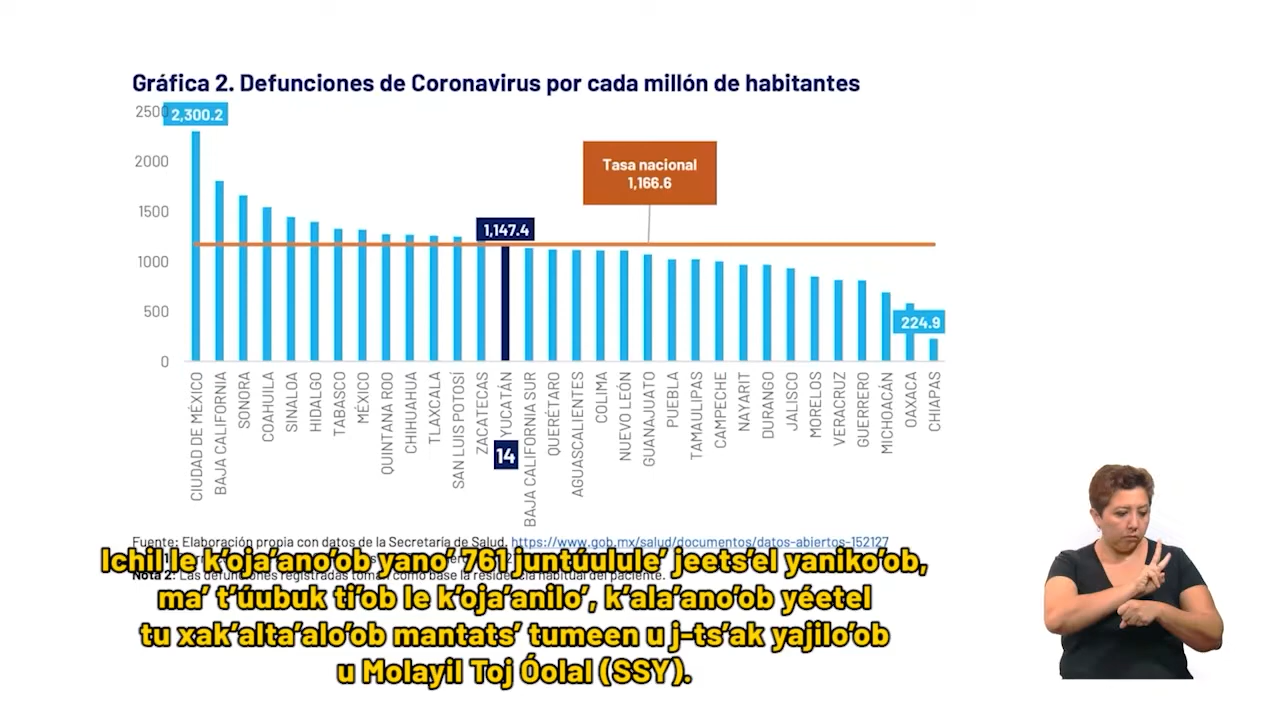 Gráfica 2. Defunciones de Coronavirus por cada millón de habitantes
2500
2,300.2
2000
1500
1000
500
0
Tasa nacional
1,166.6
1,147.4
224.9
CIUDAD DE MÉXICO
BAJA CALIFORNIA
SONORA
COAHUILA
SINALOA
HIDALGO
TABASCO
MÉXICO
QUINTANA ROO
CHIHUAHUA
TLAXCALA
SAN LUIS POTOSÍ
ZACATECAS
YUCATÁN
BAJA CALIFORNIA SUR
QUERÉTARO
AGUASCALIENTES
COLIMA
NUEVO LEÓN
GUANAJUATO
PUEBLA
TAMAULIPAS
CAMPECHE
NAYARIT
DURANGO
JALISCO
MORELOS
VERACRUZ
GUERRERO
MICHOACÁN
OAXACA
CHIAPAS
14
Fuente: Elaboración propia con datos de la Secretaría de Salud. https://www.gob.mx/salud/documentos/datos-abiertos-152127
Nota 2: Las defunciones registradas toman como base la residencia habitual del paciente.
Ichil le k'oja'ano'ob yano' 761 juntúulule' jeets'el yaniko'ob,
ma' t'úubuk ti'ob le k'oja'anilo', k'ala'ano'ob yéetel
tu xak'alta'alo'ob mantats' tumeen u j-ts'ak yajilo'ob
u Molayil Toj Óolal (SSY).